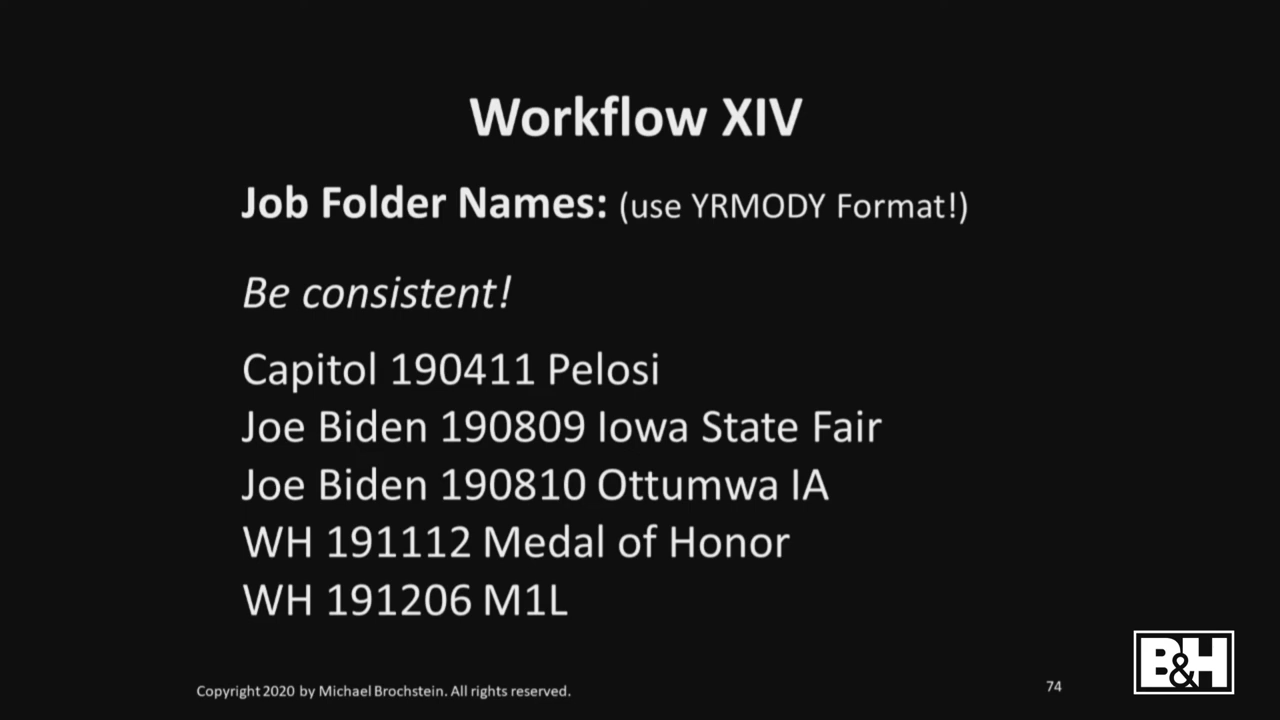 Workflow XIV
Job Folder Names: (use YRMODY Format!)
Be consistent!
Capitol 190411 Pelosi
Joe Biden 190809 Iowa State Fair
Joe Biden 190810 Ottumwa IA
WH 191112 Medal of Honor
WH 191206 M1L
Copyright 2020 by Michael Brochstein. All rights reserved.
74
B&H